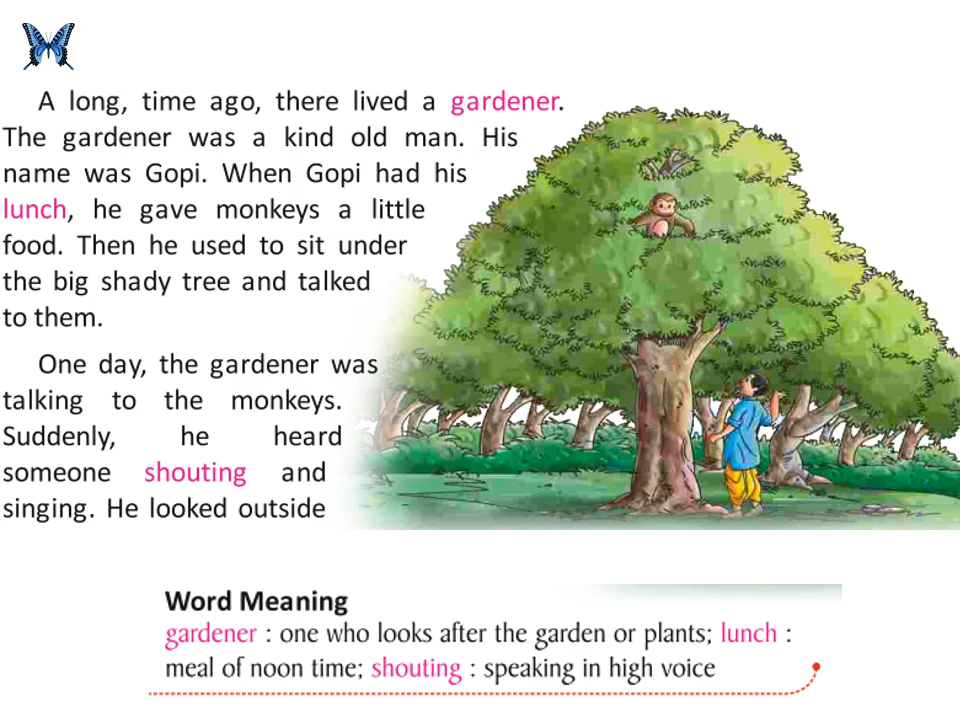 A long, time ago, there lived a gardener.
The gardener was a kind old man. His
name was Gopi. When Gopi had his
lunch, he gave monkeys a little
food. Then he used to sit under
the big shady tree and talked
to them.
One day, the gardener was
talking to the monkeys.
Suddenly, he heard
someone shouting and
singing. He looked outside
Word Meaning
gardener : one who looks after the garden or plants; lunch :
meal of noon time; shouting : speaking in high voice